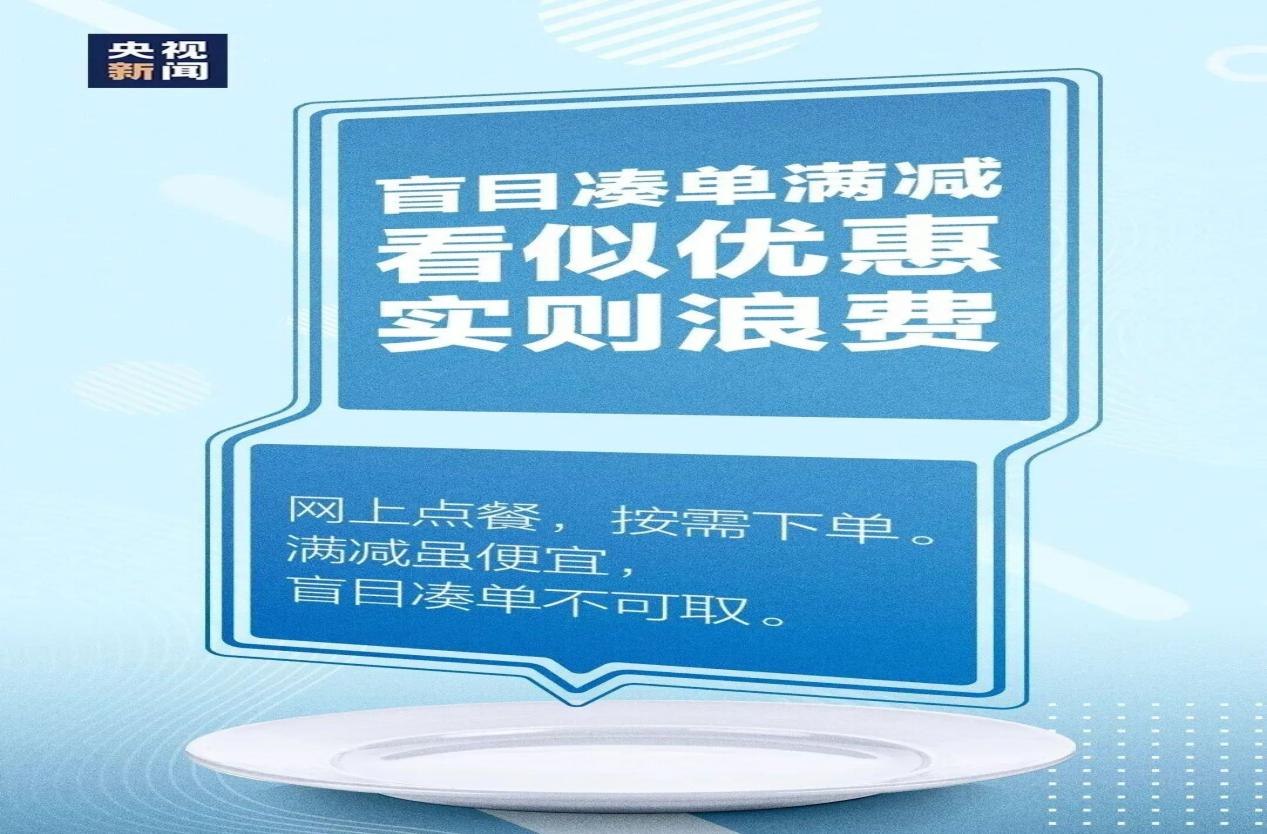 央视
新闻
盲目凑单满减
看似优惠
实则浪费
网上点餐，按需下单。
满减虽便宜，
盲目凑单不可取。